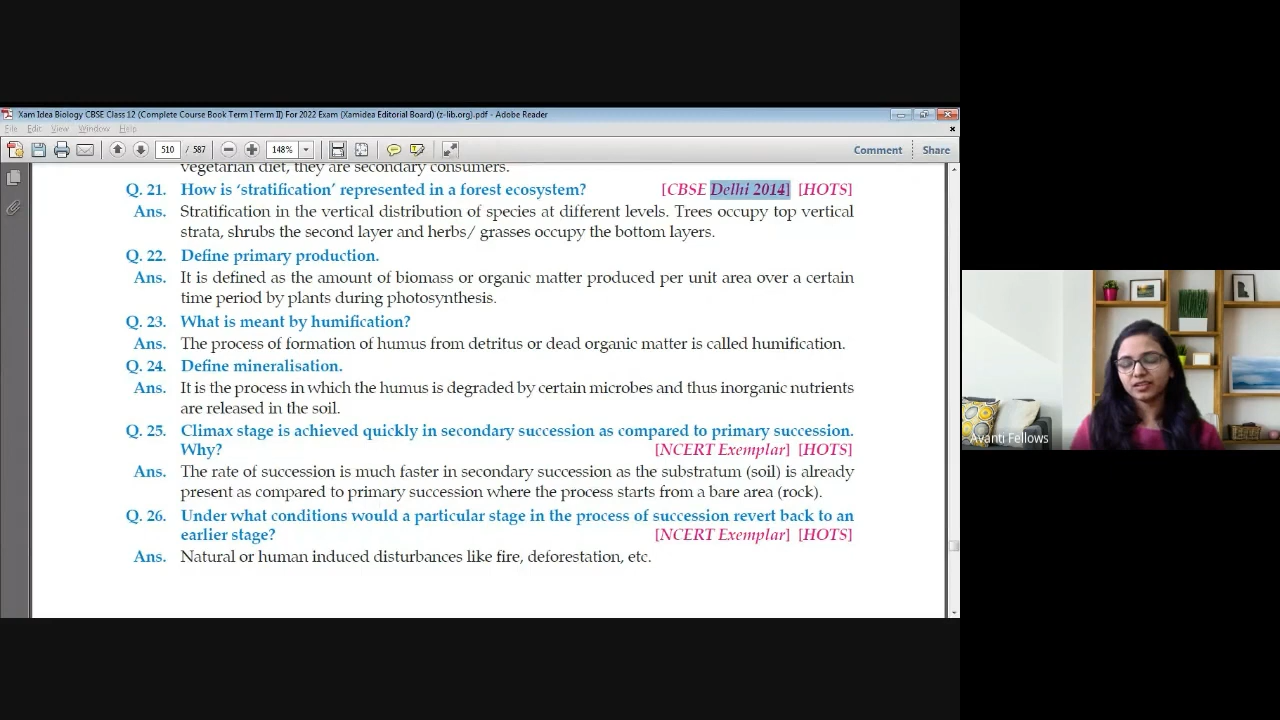 Xam Idea Biology CBSE Class 12 (Complete Course Book Term I Term II) For 2022 Exam (Xamidea Editorial Board) (z-lib.org).pdf - Adobe Reader
File Edit View Window Help
510 / 587 148% Comment Share
vegetarian diet, they are secondary consumers.
Q. 21. How is ‘stratification’ represented in a forest ecosystem? [CBSE Delhi 2014] [HOTS]
Ans. Stratification in the vertical distribution of species at different levels. Trees occupy top vertical
strata, shrubs the second layer and herbs/ grasses occupy the bottom layers.
Q. 22. Define primary production.
Ans. It is defined as the amount of biomass or organic matter produced per unit area over a certain
time period by plants during photosynthesis.
Q. 23. What is meant by humification?
Ans. The process of formation of humus from detritus or dead organic matter is called humification.
Q. 24. Define mineralisation.
Ans. It is the process in which the humus is degraded by certain microbes and thus inorganic nutrients
are released in the soil.
Q. 25. Climax stage is achieved quickly in secondary succession as compared to primary succession.
Why? [NCERT Exemplar] [HOTS]
Ans. The rate of succession is much faster in secondary succession as the substratum (soil) is already
present as compared to primary succession where the process starts from a bare area (rock).
Q. 26. Under what conditions would a particular stage in the process of succession revert back to an
earlier stage? [NCERT Exemplar] [HOTS]
Ans. Natural or human induced disturbances like fire, deforestation, etc.
Avanti Fellows